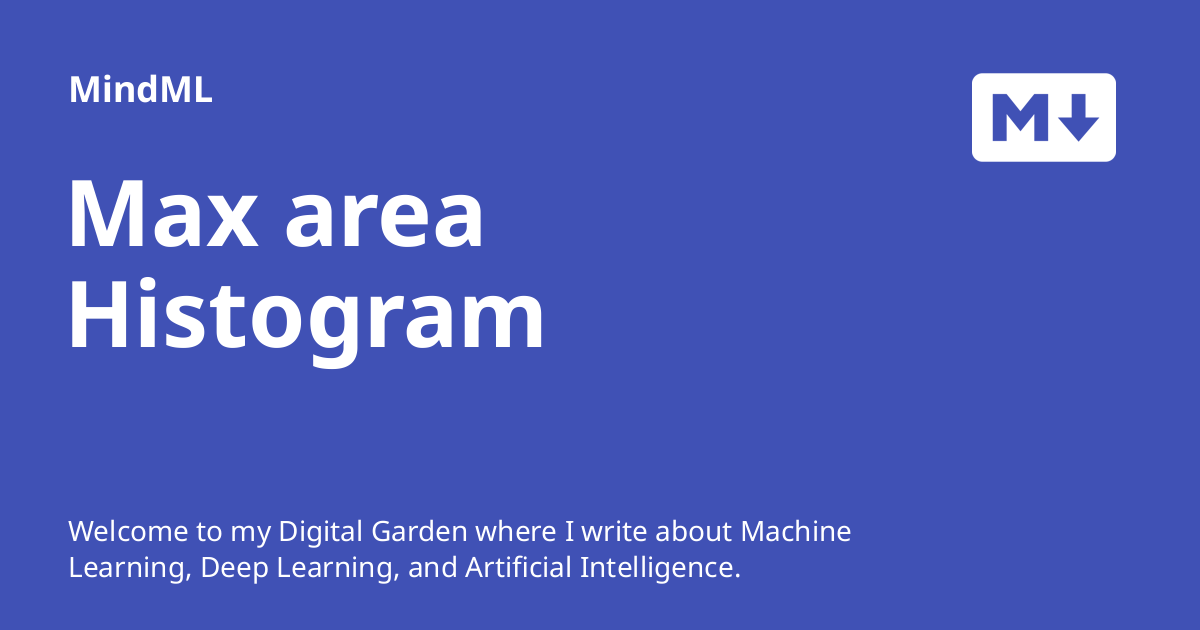 MindML
M
Max area
Histogram
Welcome to my Digital Garden where I write about Machine
Learning, Deep Learning, and Artificial Intelligence.